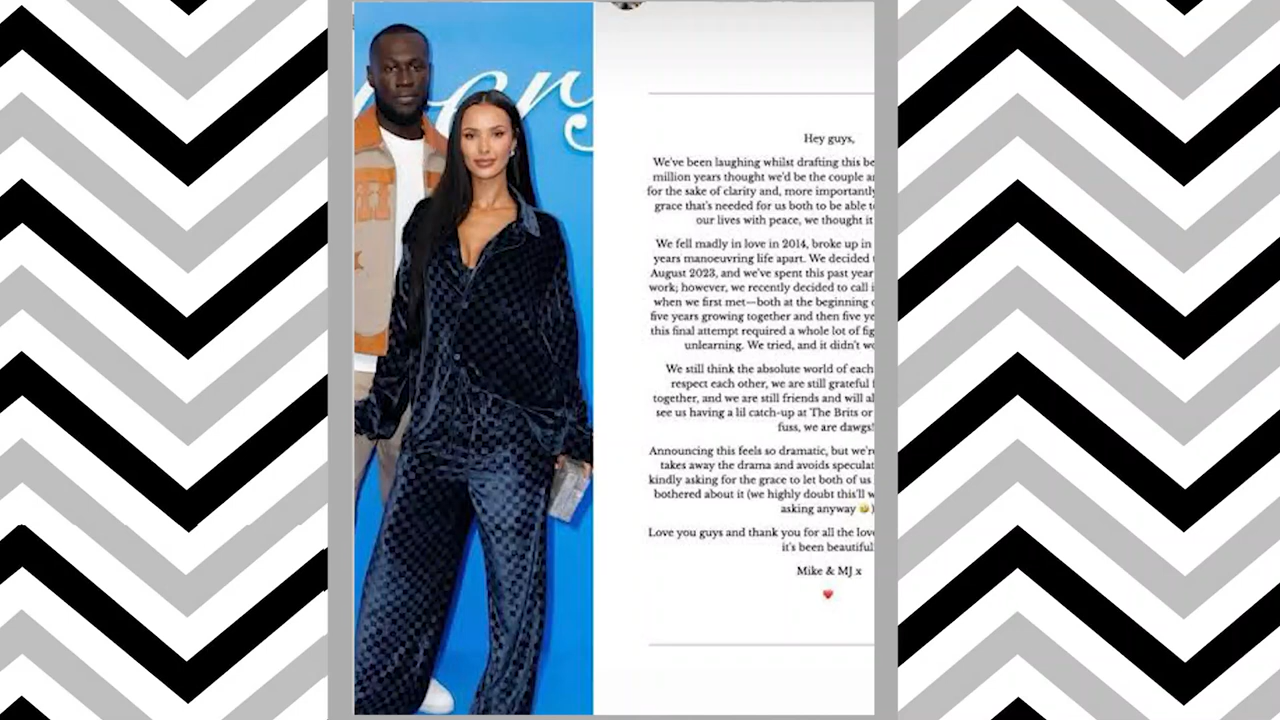 Hey guys,
We've been laughing whilst drafting this be
million years thought we'd be the couple a
for the sake of clarity and, more importantly
grace that's needed for us both to be able t
our lives with peace, we thought it
We fell madly in love in 2014, broke up in
years manoeuvring life apart. We decided
August 2023, and we've spent this past year
work; however, we recently decided to call i
when we first met—both at the beginning
five years growing together and then five ye
this final attempt required a whole lot of fig
unlearning. We tried, and it didn't wo
We still think the absolute world of each
respect each other, we are still grateful
together, and we are still friends and will al
see us having a lil catch-up at The Brits or
fuss, we are dawgs!
Announcing this feels so dramatic, but we're
takes away the drama and avoids speculat
kindly asking for the grace to let both of us
bothered about it (we highly doubt this'll w
asking anyway 🤣)
Love you guys and thank you for all the love
it's been beautiful
Mike & MJ x
❤️